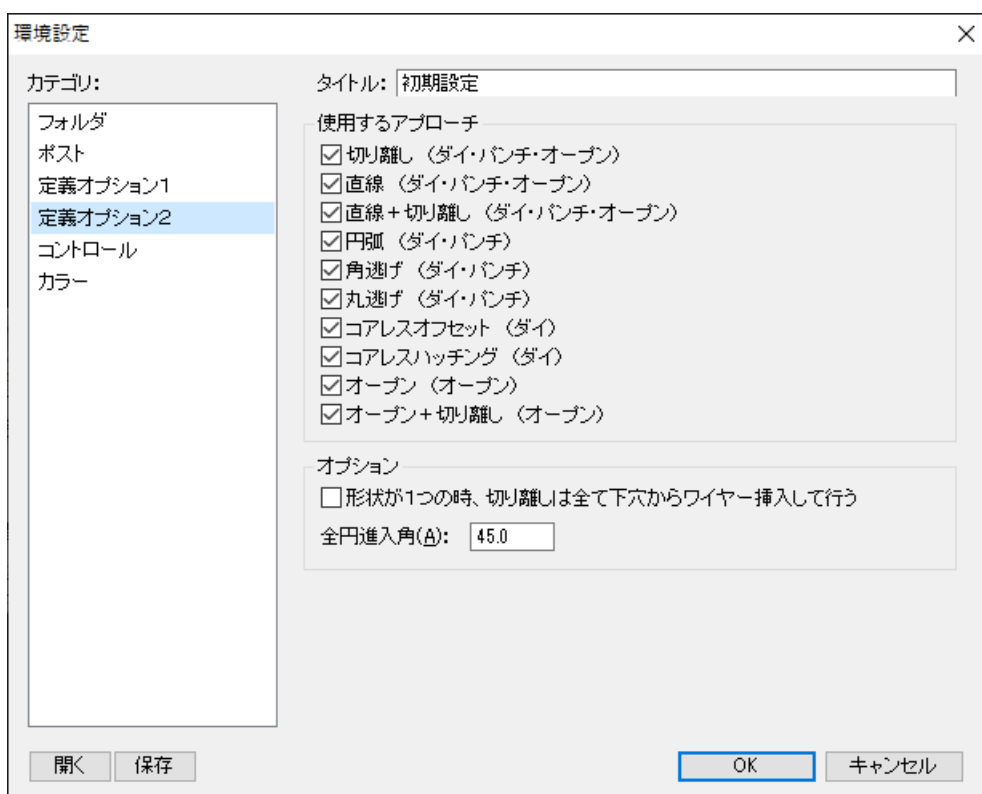 環境設定
カテゴリ:
フォルダ
ポスト
定義オプション1
定義オプション2
コントロール
カラー
タイトル: 初期設定
使用するアプローチ
切り離し (ダイ・パンチ・オープン)
直線 (ダイ・パンチ・オープン)
直線+切り離し (ダイ・パンチ・オープン)
円弧 (ダイ・パンチ)
角逃げ (ダイ・パンチ)
丸逃げ (ダイ・パンチ)
コアレスオフセット (ダイ)
コアレスハッチング (ダイ)
オープン (オープン)
オープン+切り離し (オープン)
オプション
形状が1つの時、切り離しは全て下穴からワイヤー挿入して行う
全円進入角(A): 45.0
開く 保存 OK キャンセル